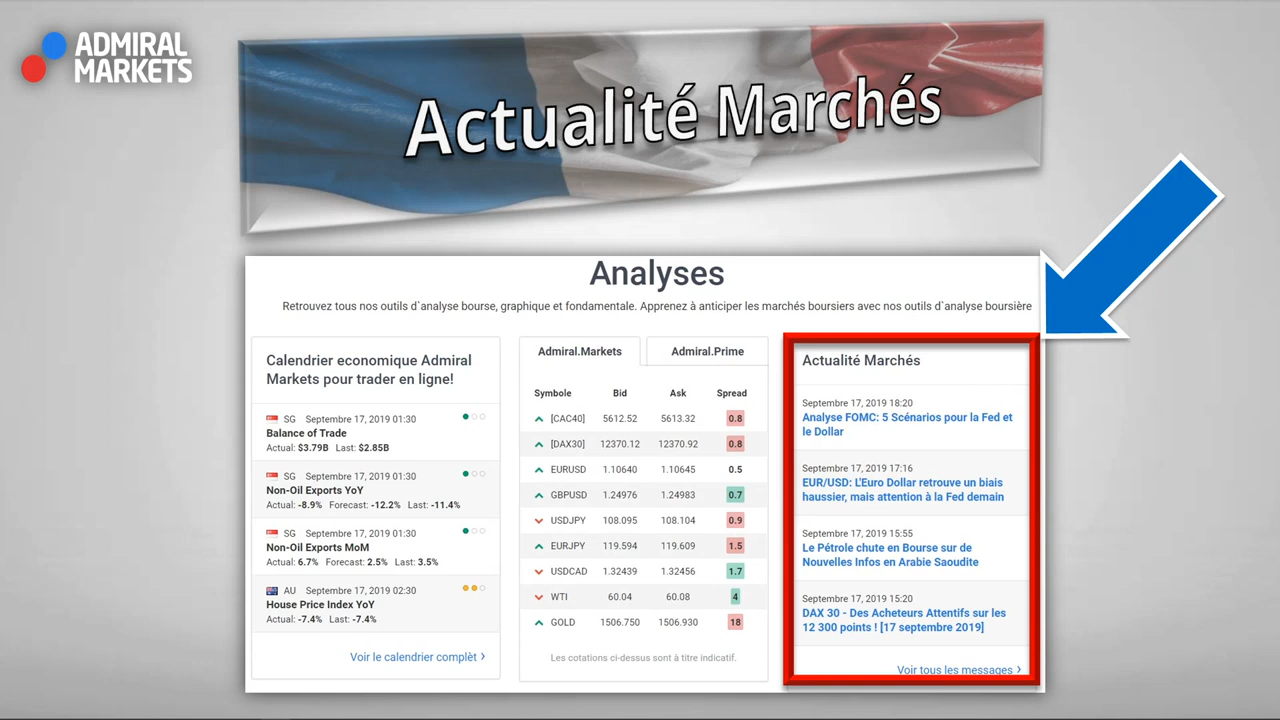 ADMIRAL
MARKETS
Actualité Marchés
Analyses
Retrouvez tous nos outils d`analyse bourse, graphique et fondamentale. Apprenez à anticiper les marchés boursiers avec nos outils d`analyse boursière
Calendrier economique Admiral
Markets pour trader en ligne!
SG Septembre 17, 2019 01:30
Balance of Trade
Actual: $3.79B Last: $2.85B
SG Septembre 17, 2019 01:30
Non-Oil Exports YoY
Actual: -8.9% Forecast: -12.2% Last: -11.4%
SG Septembre 17, 2019 01:30
Non-Oil Exports MoM
Actual: 6.7% Forecast: 2.5% Last: 3.5%
AU Septembre 17, 2019 02:30
House Price Index YoY
Actual: -7.4% Last: -7.4%
Voir le calendrier complèt
Admiral.Markets Admiral.Prime
Symbole Bid Ask Spread
[CAC40] 5612.52 5613.32 0.8
[DAX30] 12370.12 12370.92 0.8
EURUSD 1.10640 1.10645 0.5
GBPUSD 1.24976 1.24983 0.7
USDJPY 108.095 108.104 0.9
EURJPY 119.594 119.609 1.5
USDCAD 1.32439 1.32456 1.7
WTI 60.04 60.08 4
GOLD 1506.750 1506.930 18
Les cotations ci-dessus sont à titre indicatif.
Actualité Marchés
Septembre 17, 2019 18:20
Analyse FOMC: 5 Scénarios pour la Fed et
le Dollar
Septembre 17, 2019 17:16
EUR/USD: L'Euro Dollar retrouve un biais
haussier, mais attention à la Fed demain
Septembre 17, 2019 15:55
Le Pétrole chute en Bourse sur de
Nouvelles Infos en Arabie Saoudite
Septembre 17, 2019 15:20
DAX 30 - Des Acheteurs Attentifs sur les
12 300 points ! [17 septembre 2019]
Voir tous les messages